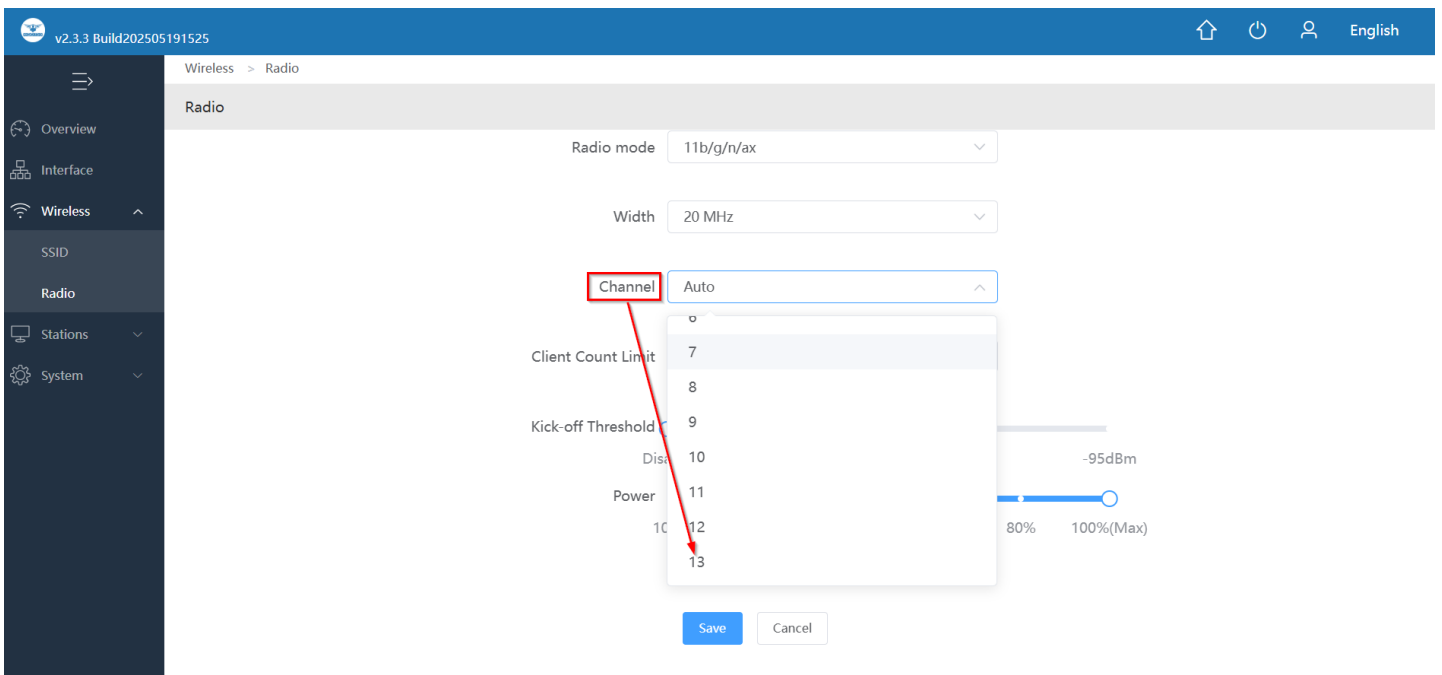 v2.3.3 Build202505191525
English
Wireless > Radio
Radio
Overview
Interface
Wireless
SSID
Radio
Stations
System
Radio mode 11b/g/n/ax
Width 20 MHz
Channel Auto
6
Client Count Limit
7
8
Kick-off Threshold
9
10
-95dBm
Power
11
12
80% 100%(Max)
13
Save Cancel